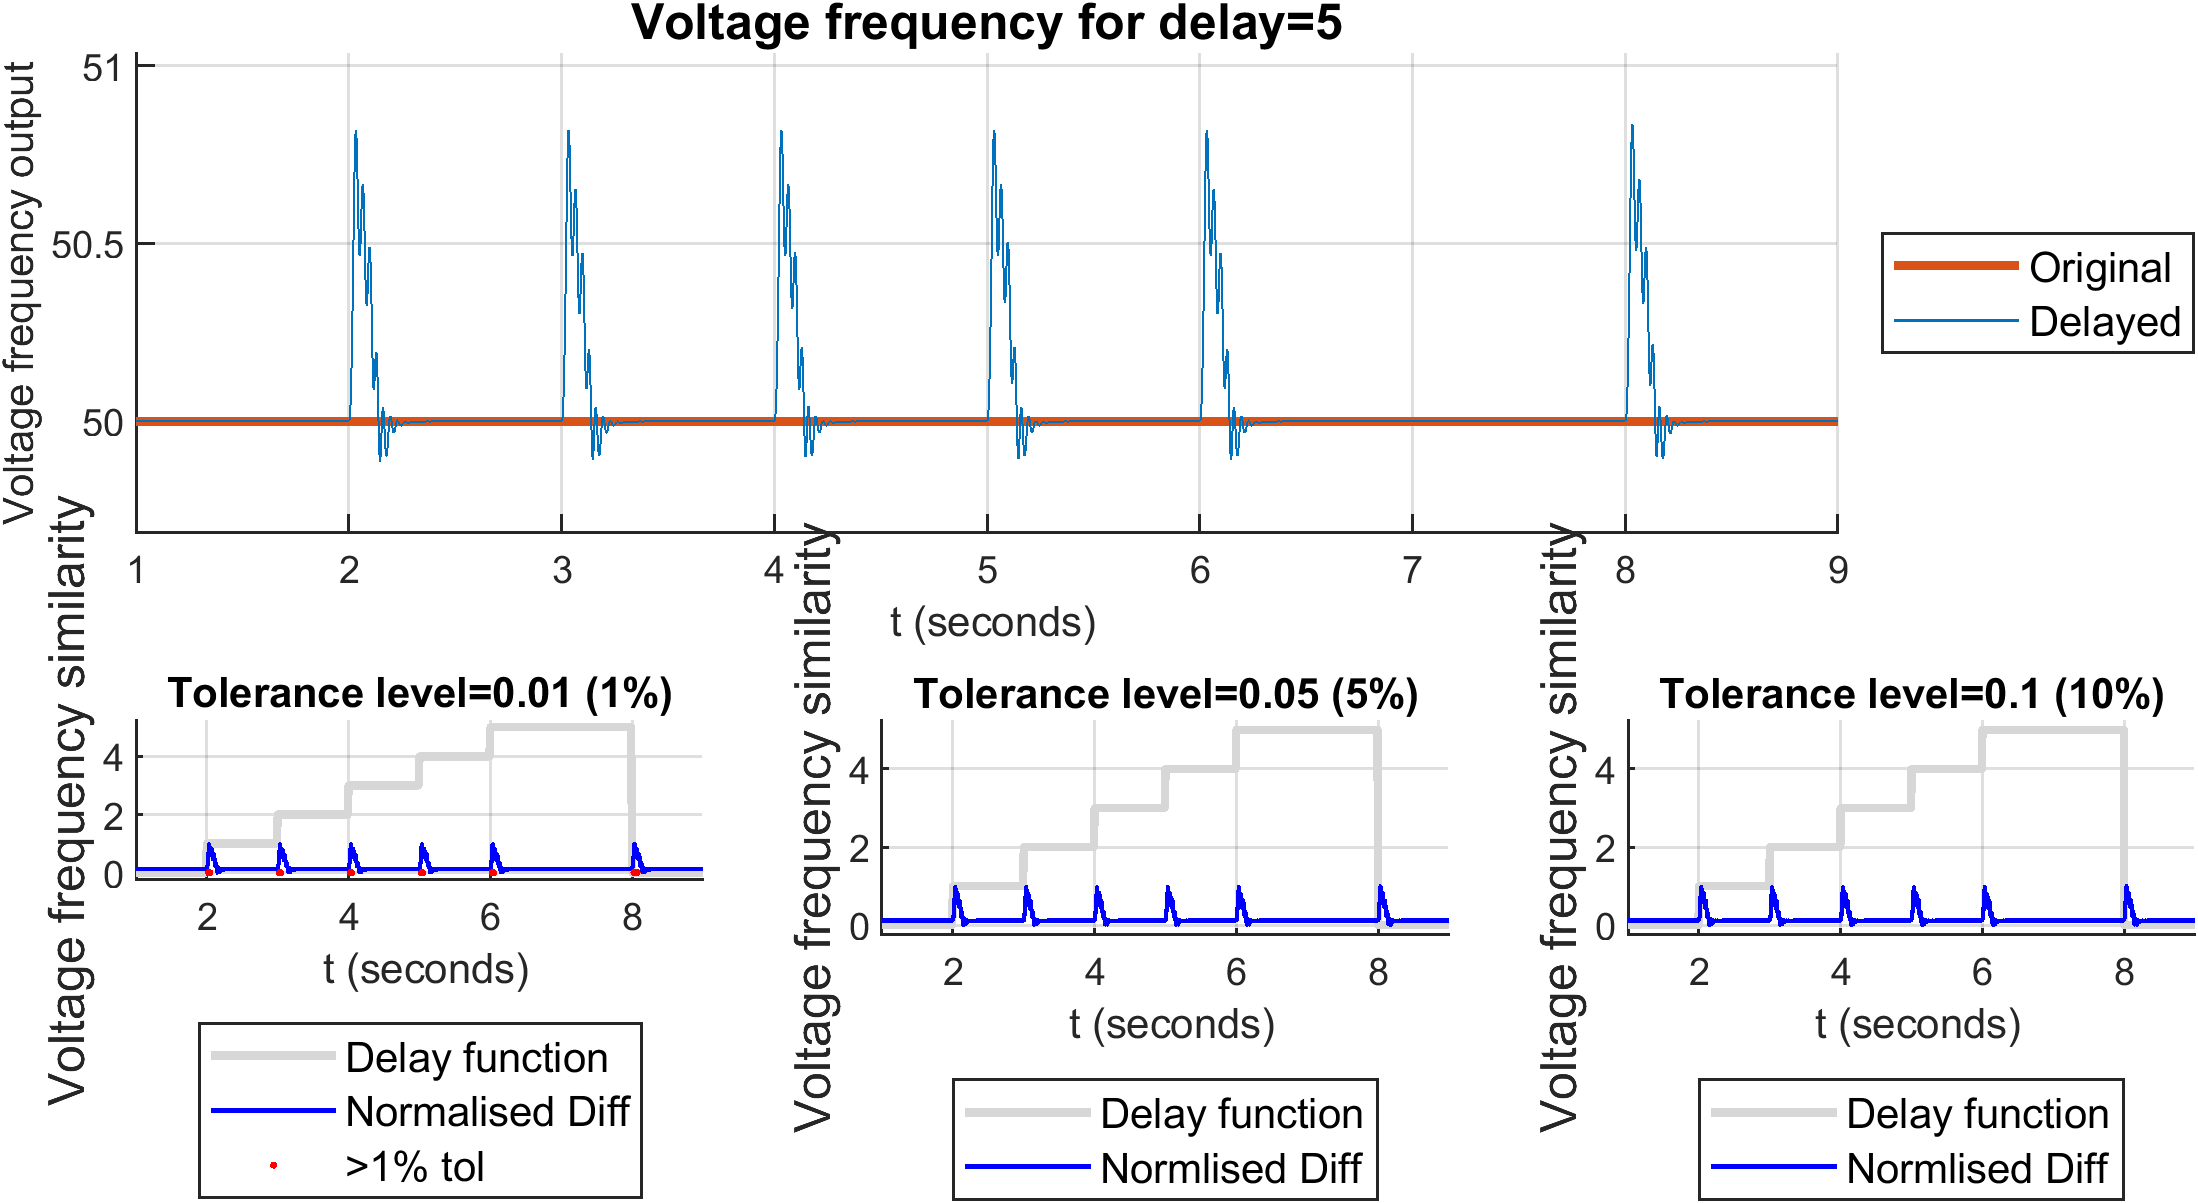 Voltage frequency for delay=5
Voltage frequency output
51
50.5
50
1 2 3 4 5 6 7 8 9
t (seconds)
Original
Delayed
Tolerance level=0.01 (1%)
Voltage frequency similarity
4
2
0
2 4 6 8
t (seconds)
Delay function
Normalised Diff
>1% tol
Tolerance level=0.05 (5%)
Voltage frequency similarity
4
2
0
2 4 6 8
t (seconds)
Delay function
Normlised Diff
Tolerance level=0.1 (10%)
Voltage frequency similarity
4
2
0
2 4 6 8
t (seconds)
Delay function
Normlised Diff